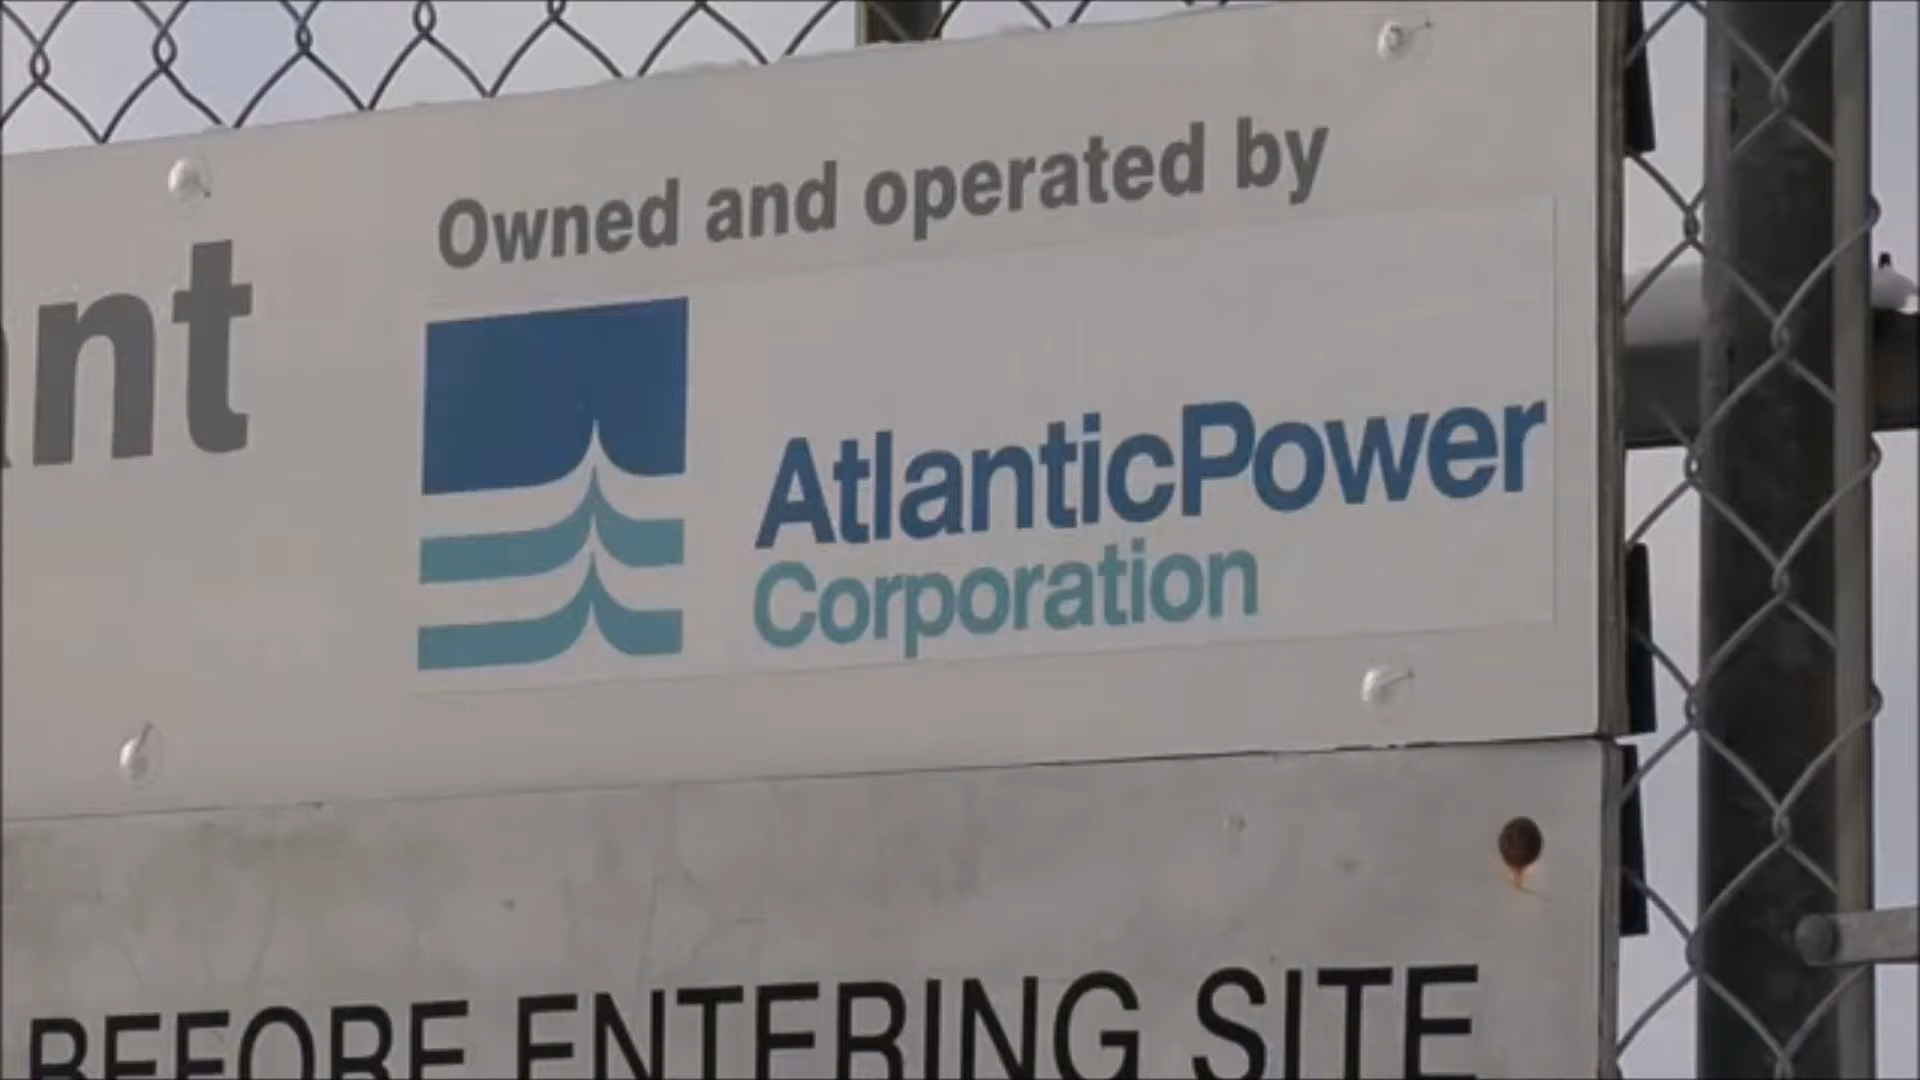 Owned and operated by
AtlanticPower
Corporation
BEFORE ENTERING SITE